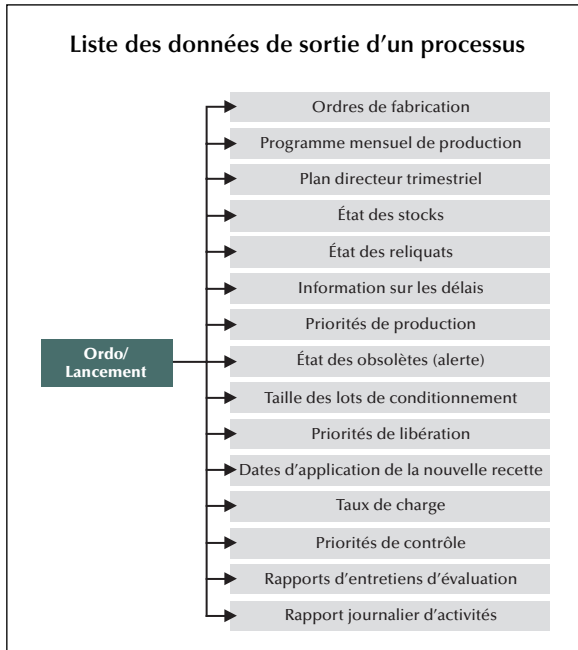 Liste des données de sortie d’un processus
Ordres de fabrication
Programme mensuel de production
Plan directeur trimestriel
État des stocks
État des reliquats
Information sur les délais
Priorités de production
Ordo/
Lancement
État des obsolètes (alerte)
Taille des lots de conditionnement
Priorités de libération
Dates d’application de la nouvelle recette
Taux de charge
Priorités de contrôle
Rapports d’entretiens d’évaluation
Rapport journalier d’activités